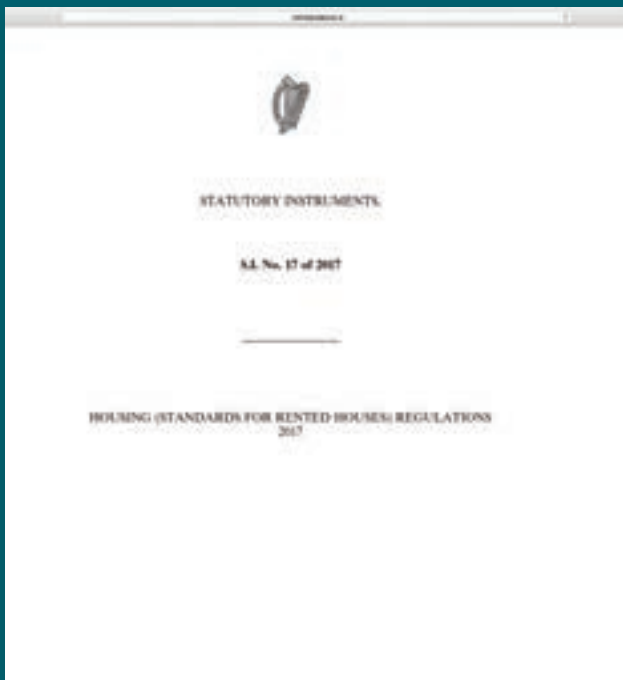 STATUTORY INSTRUMENTS.
S.I. No. 17 of 2017
HOUSING (STANDARDS FOR RENTED HOUSES) REGULATIONS
2017